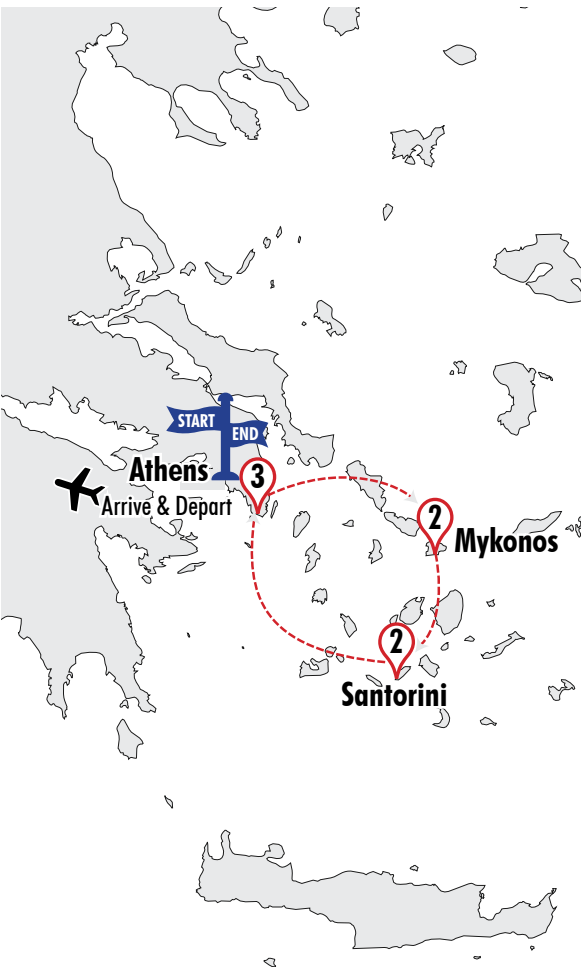 START
END
Athens
3
Arrive & Depart
2
Mykonos
2
Santorini